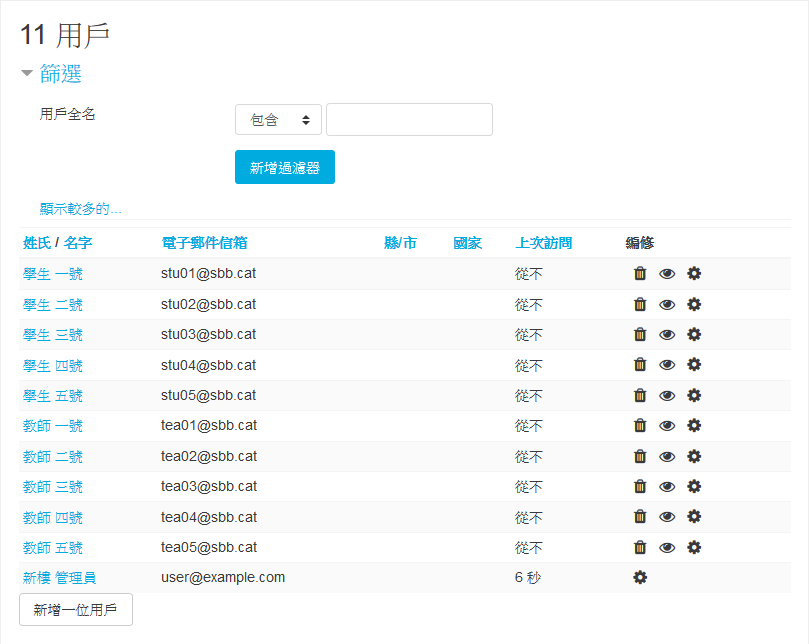 11 用戶
篩選
用戶全名 包含
新增過濾器
顯示較多的...
姓氏 / 名字 電子郵件信箱 縣/市 國家 上次訪問 編修
學生 一號 stu01@sbb.cat 從不
學生 二號 stu02@sbb.cat 從不
學生 三號 stu03@sbb.cat 從不
學生 四號 stu04@sbb.cat 從不
學生 五號 stu05@sbb.cat 從不
教師 一號 tea01@sbb.cat 從不
教師 二號 tea02@sbb.cat 從不
教師 三號 tea03@sbb.cat 從不
教師 四號 tea04@sbb.cat 從不
教師 五號 tea05@sbb.cat 從不
新樓 管理員 user@example.com 6 秒
新增一位用戶